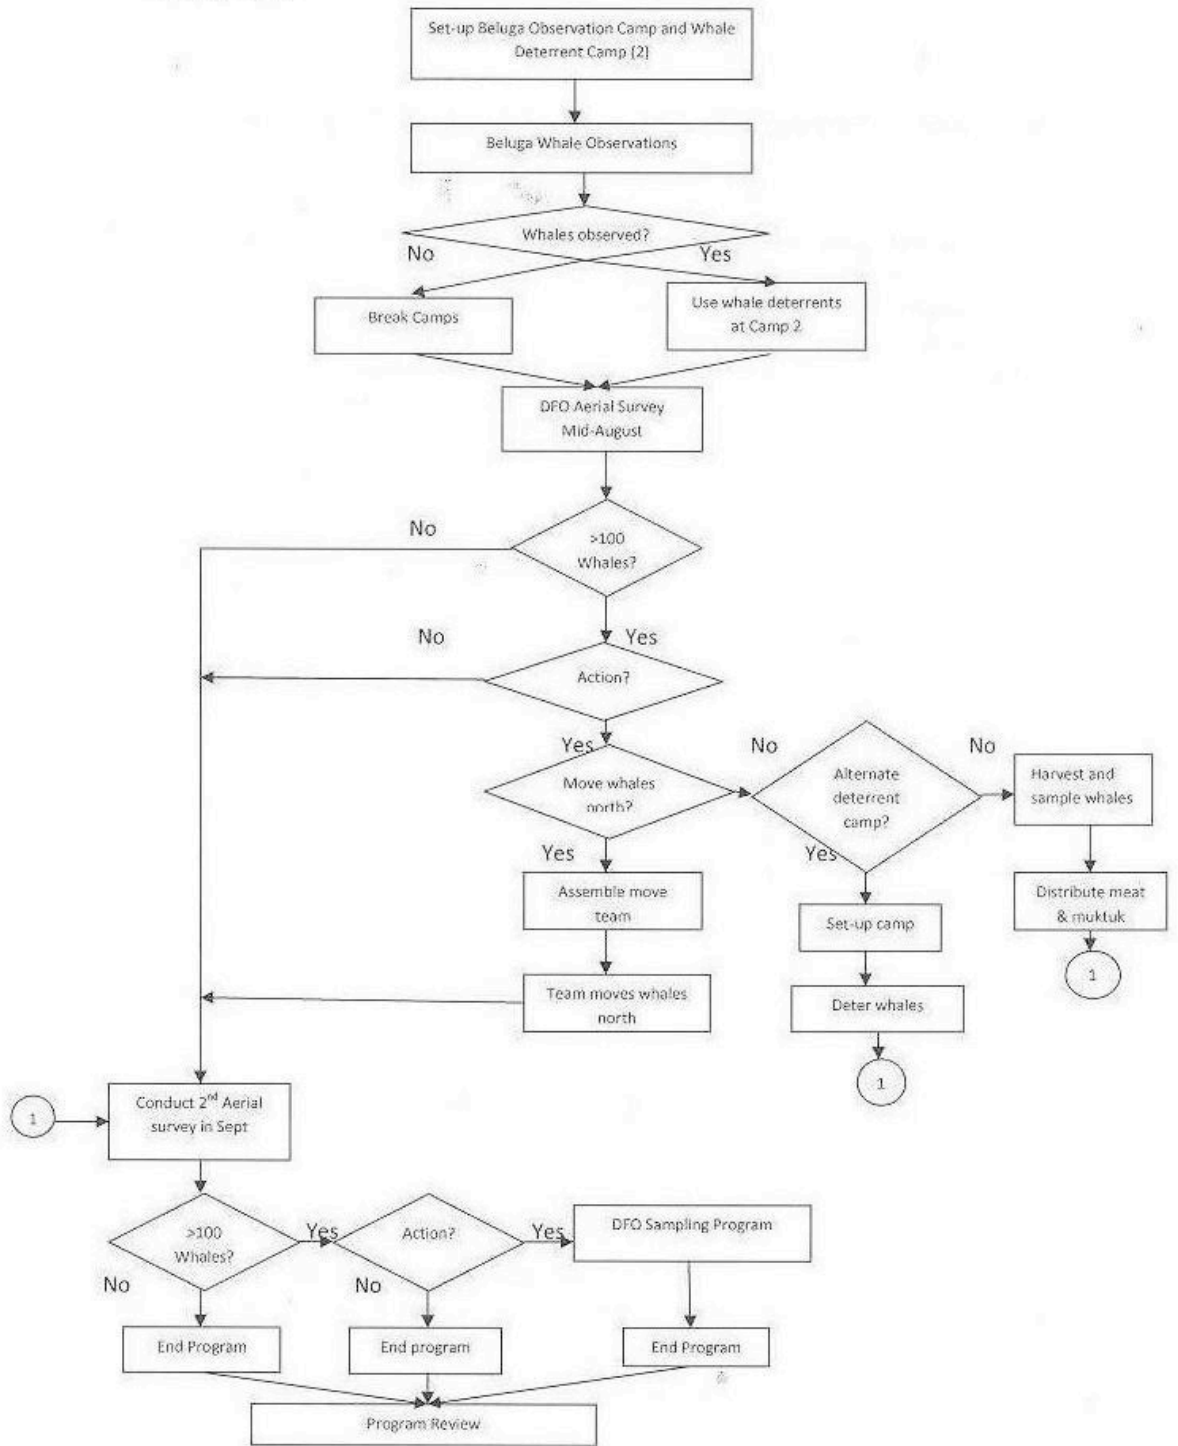 Set-up Beluga Observation Camp and Whale
Deterrent Camp (2)
Beluga Whale Observations
Whales observed?
No
Yes
Break Camps
Use whale deterrents
at Camp 2
DFO Aerial Survey
Mid-August
No
>100
Whales?
No
Yes
Action?
Yes
No
No
Move whales
north?
Alternate
deterrent
camp?
Harvest and
sample whales
Yes
Yes
Assemble move
team
Set-up camp
Distribute meat
& muktuk
1
Team moves whales
north
Deter whales
1
1
Conduct 2nd Aerial
survey in Sept
>100
Whales?
Yes
Action?
Yes
DFO Sampling Program
No
No
End Program
End program
End Program
Program Review